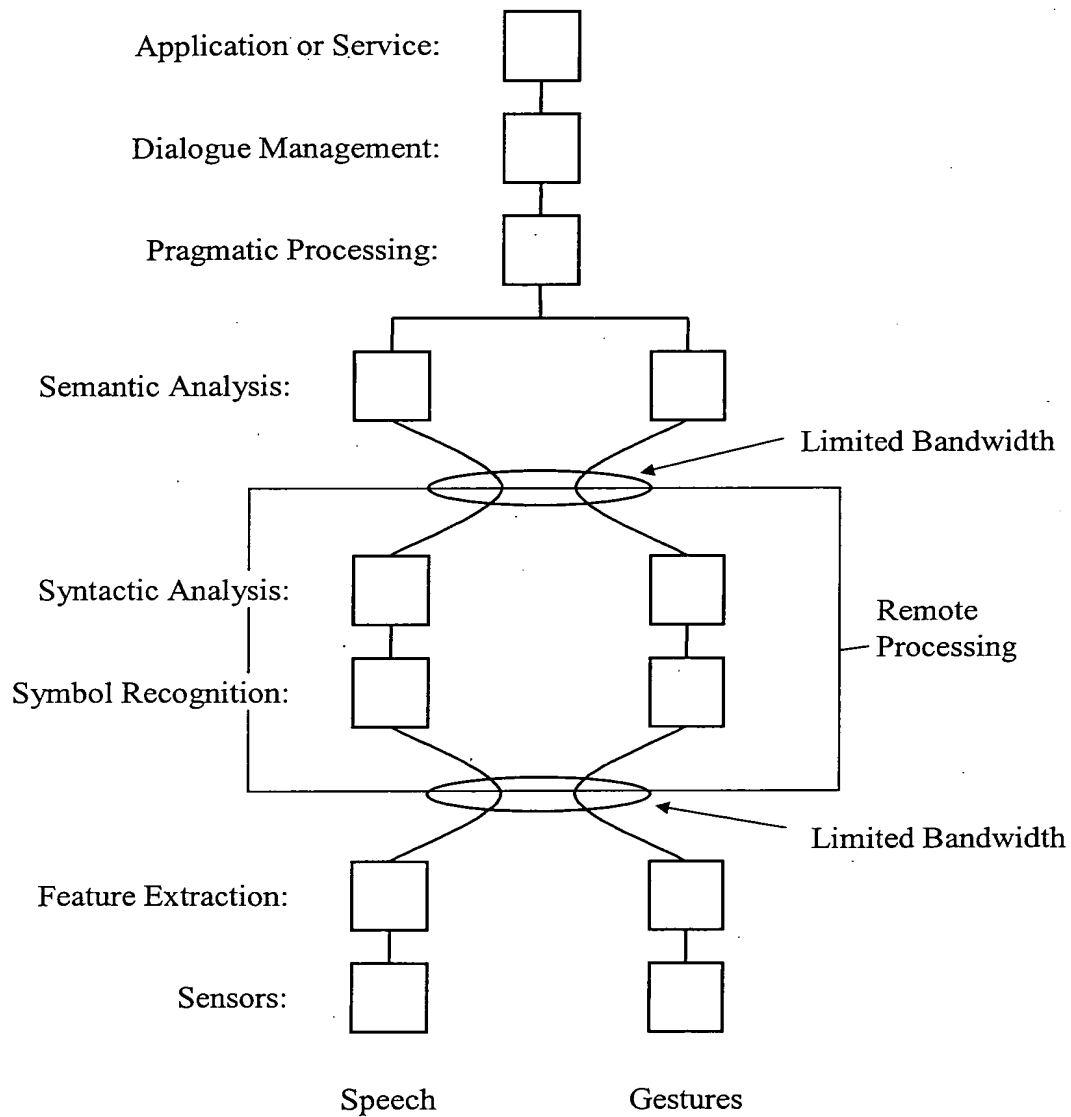 Application or Service:
Dialogue Management:
Pragmatic Processing:
Semantic Analysis:
Limited Bandwidth
Syntactic Analysis:
Remote
Processing
Symbol Recognition:
Limited Bandwidth
Feature Extraction:
Sensors:
Speech
Gestures